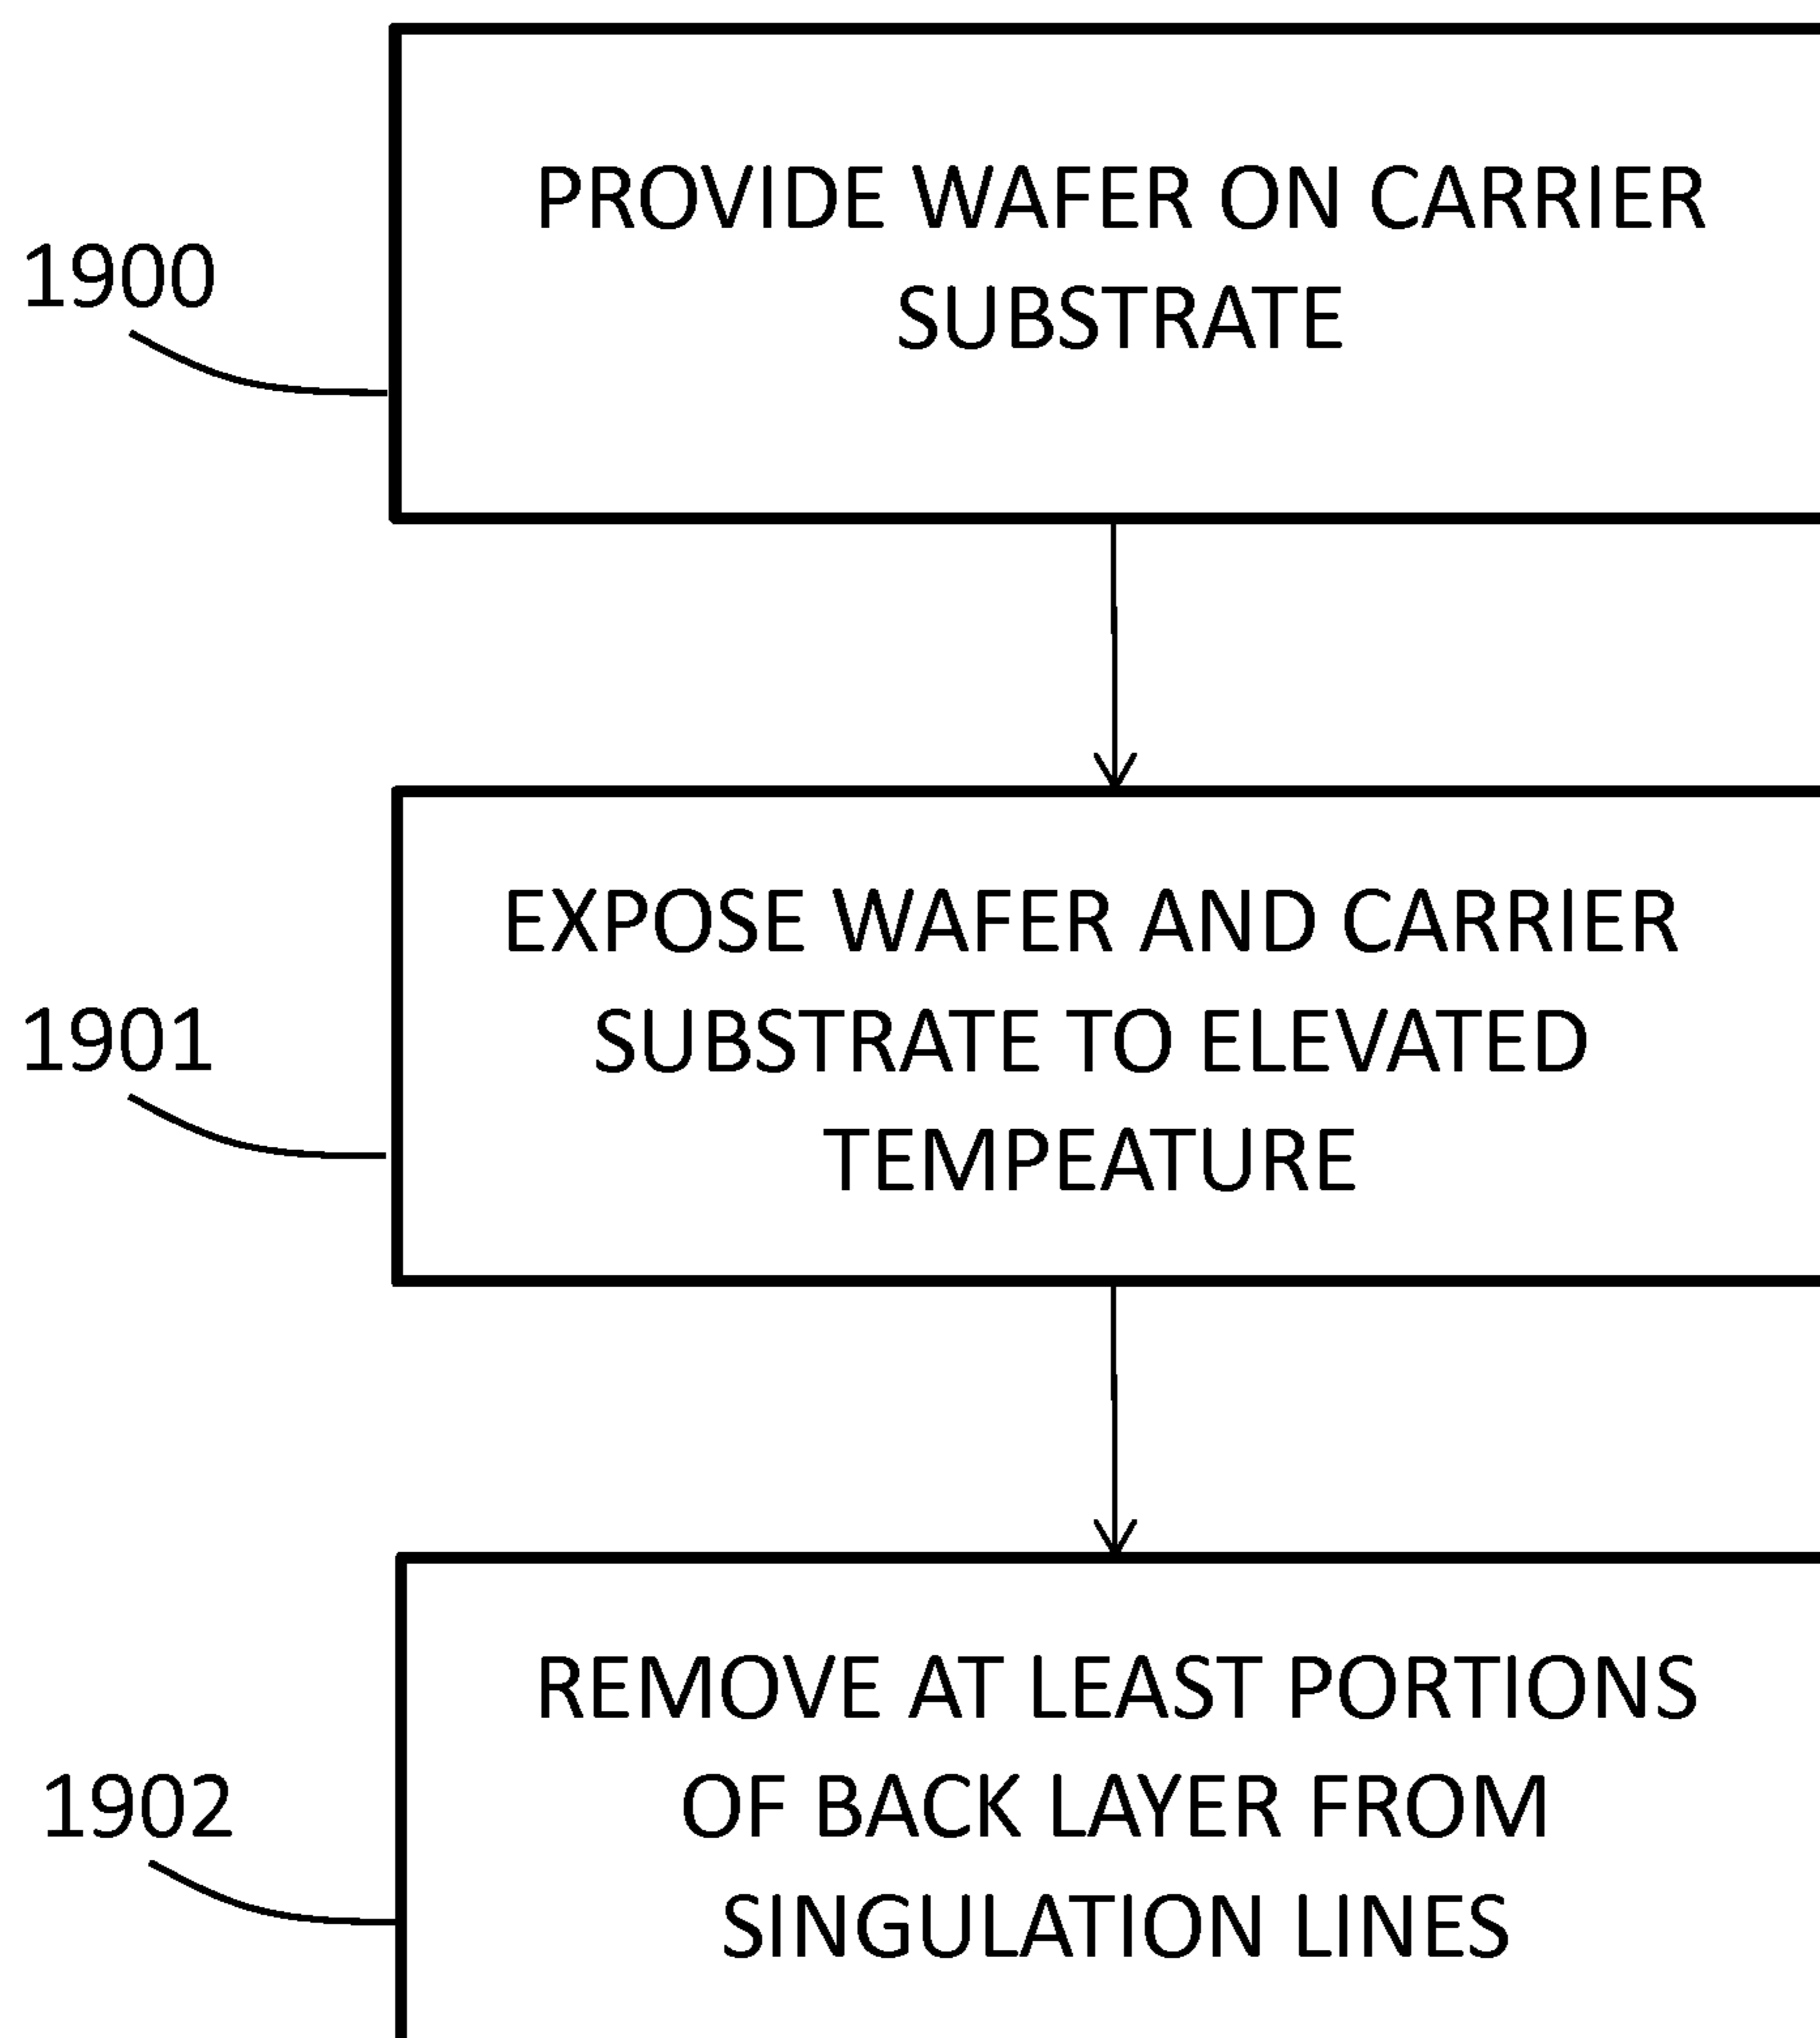 1900
PROVIDE WAFER ON CARRIER
SUBSTRATE
1901
EXPOSE WAFER AND CARRIER
SUBSTRATE TO ELEVATED
TEMPEATURE
1902
REMOVE AT LEAST PORTIONS
OF BACK LAYER FROM
SINGULATION LINES